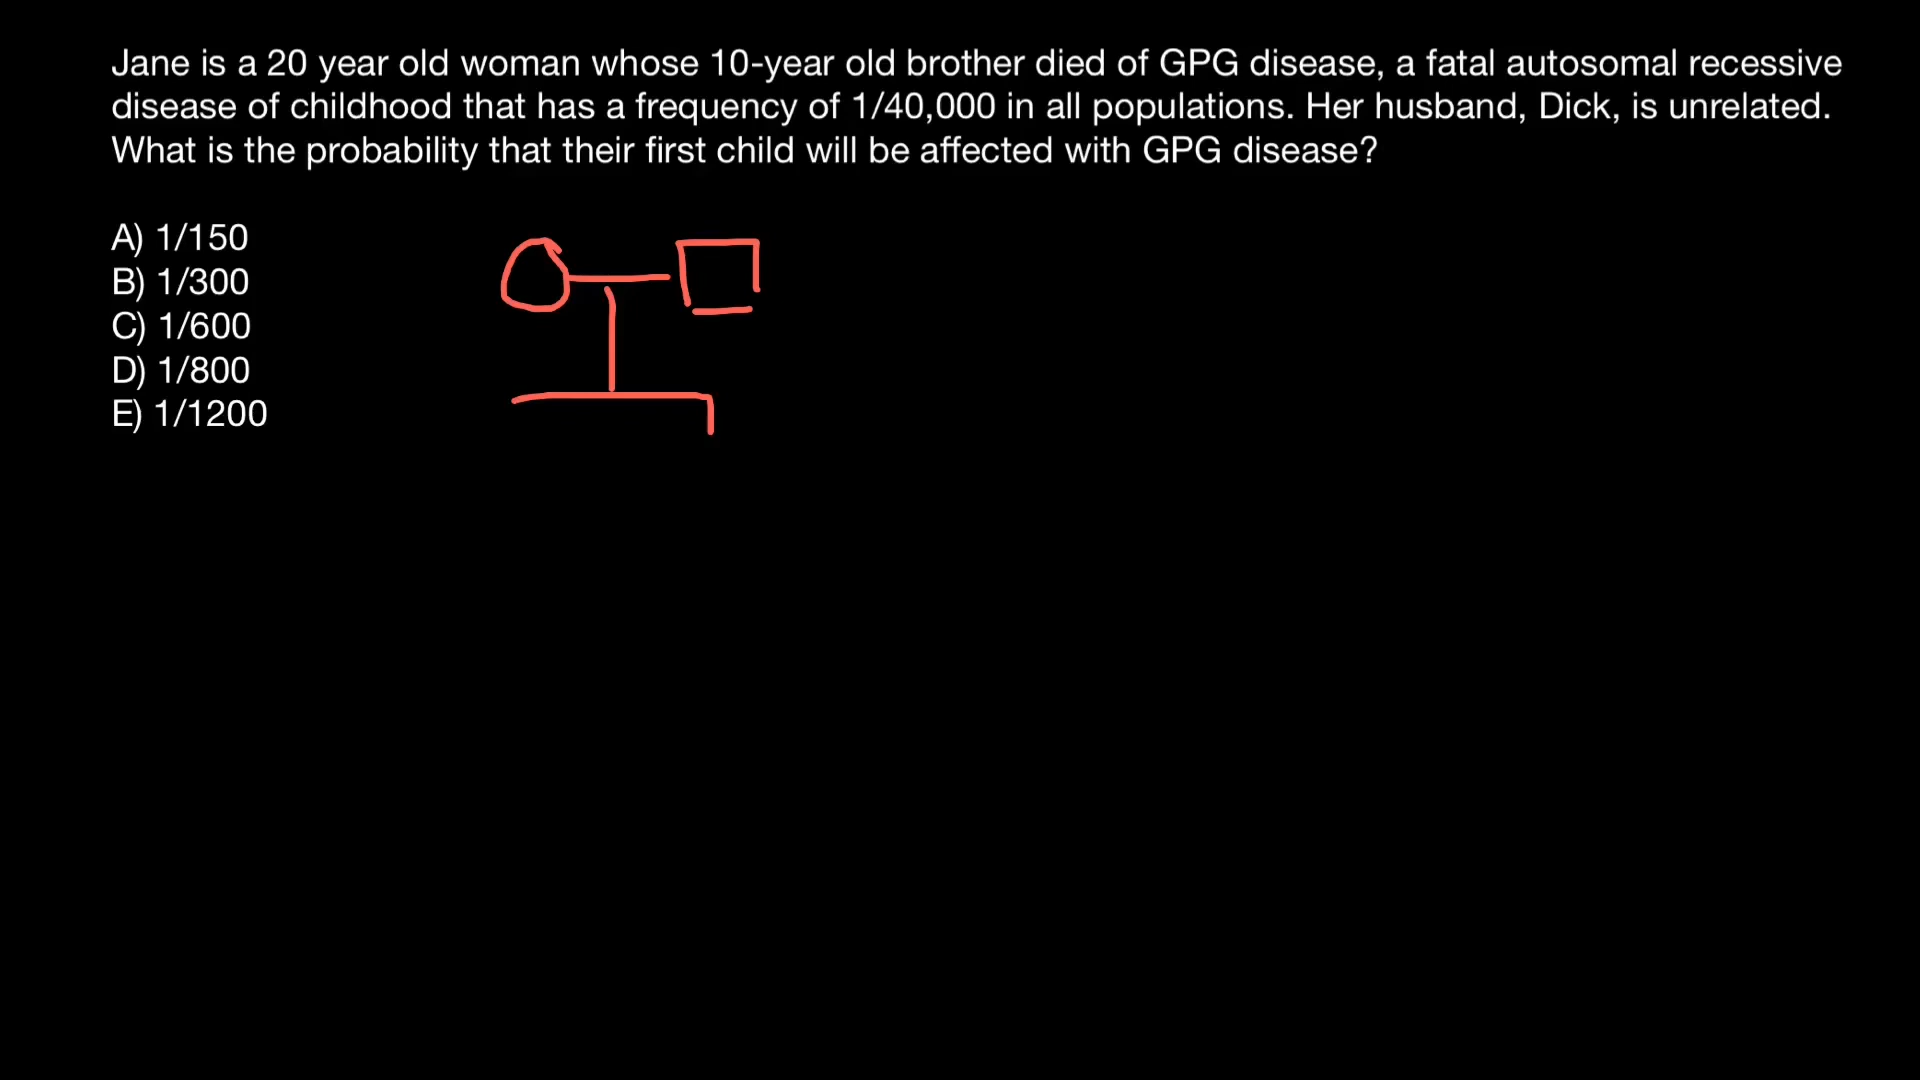 Jane is a 20 year old woman whose 10-year old brother died of GPG disease, a fatal autosomal recessive
disease of childhood that has a frequency of 1/40,000 in all populations. Her husband, Dick, is unrelated.
What is the probability that their first child will be affected with GPG disease?
A) 1/150
B) 1/300
C) 1/600
D) 1/800
E) 1/1200